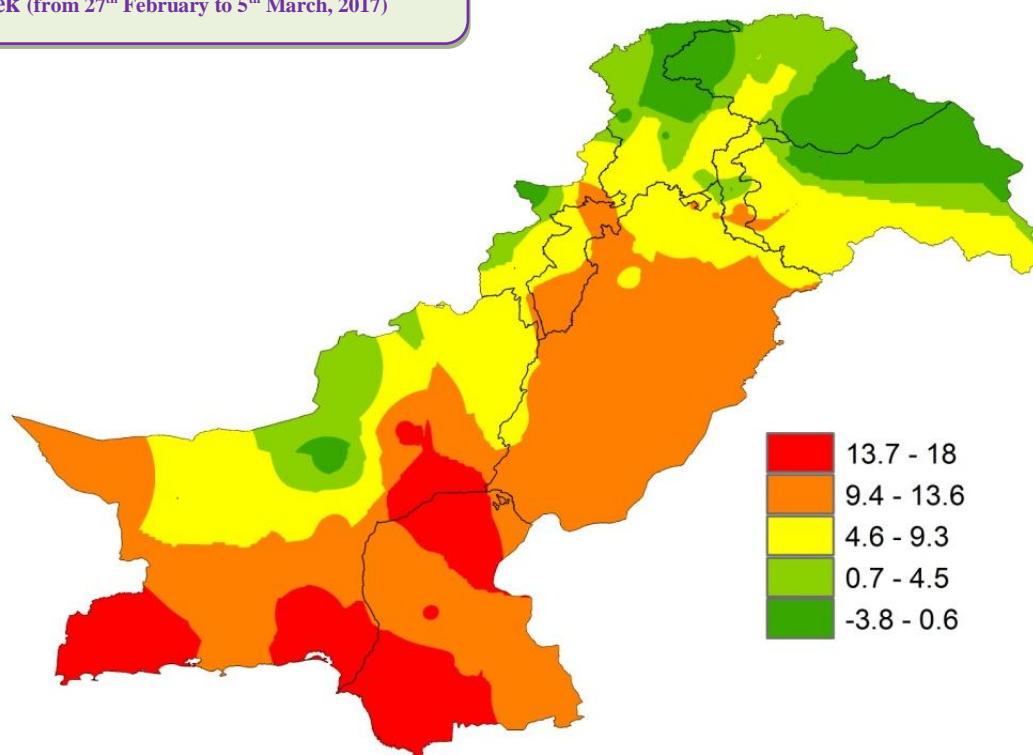 (from 27th February to 5th March, 2017)
13.7 - 18
9.4 - 13.6
4.6 - 9.3
0.7 - 4.5
-3.8 - 0.6